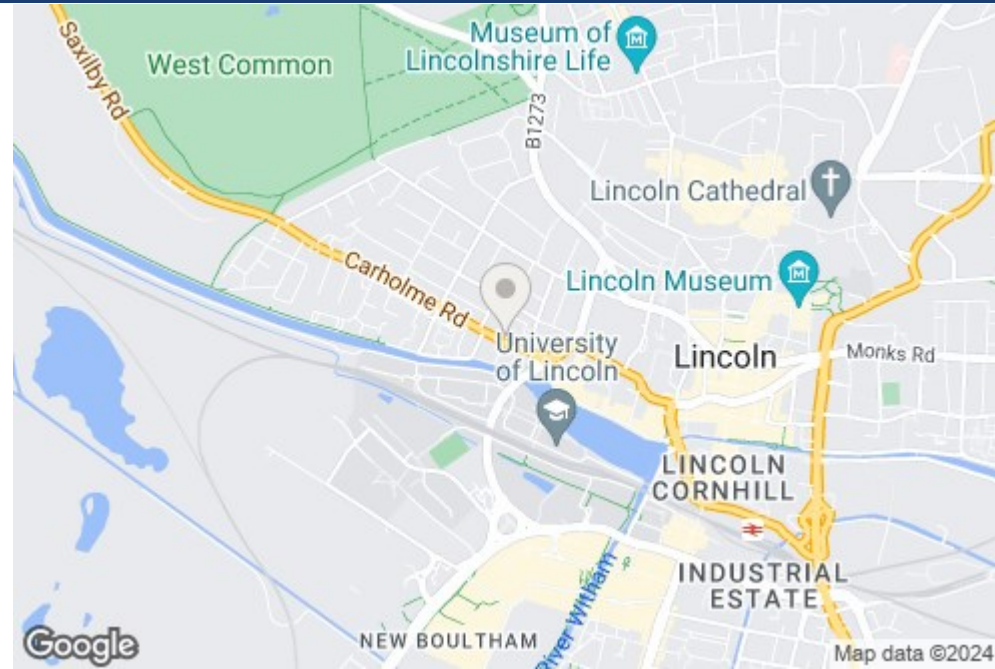 Saxilby Rd
West Common
Museum of
Lincolnshire Life
B1273
Lincoln Cathedral
Carholme Rd
Lincoln Museum
University
of Lincoln
Lincoln
Monks Rd
LINCOLN
CORNHILL
INDUSTRIAL
ESTATE
NEW BOULTHAM
River Witham
Google
Map data ©2024